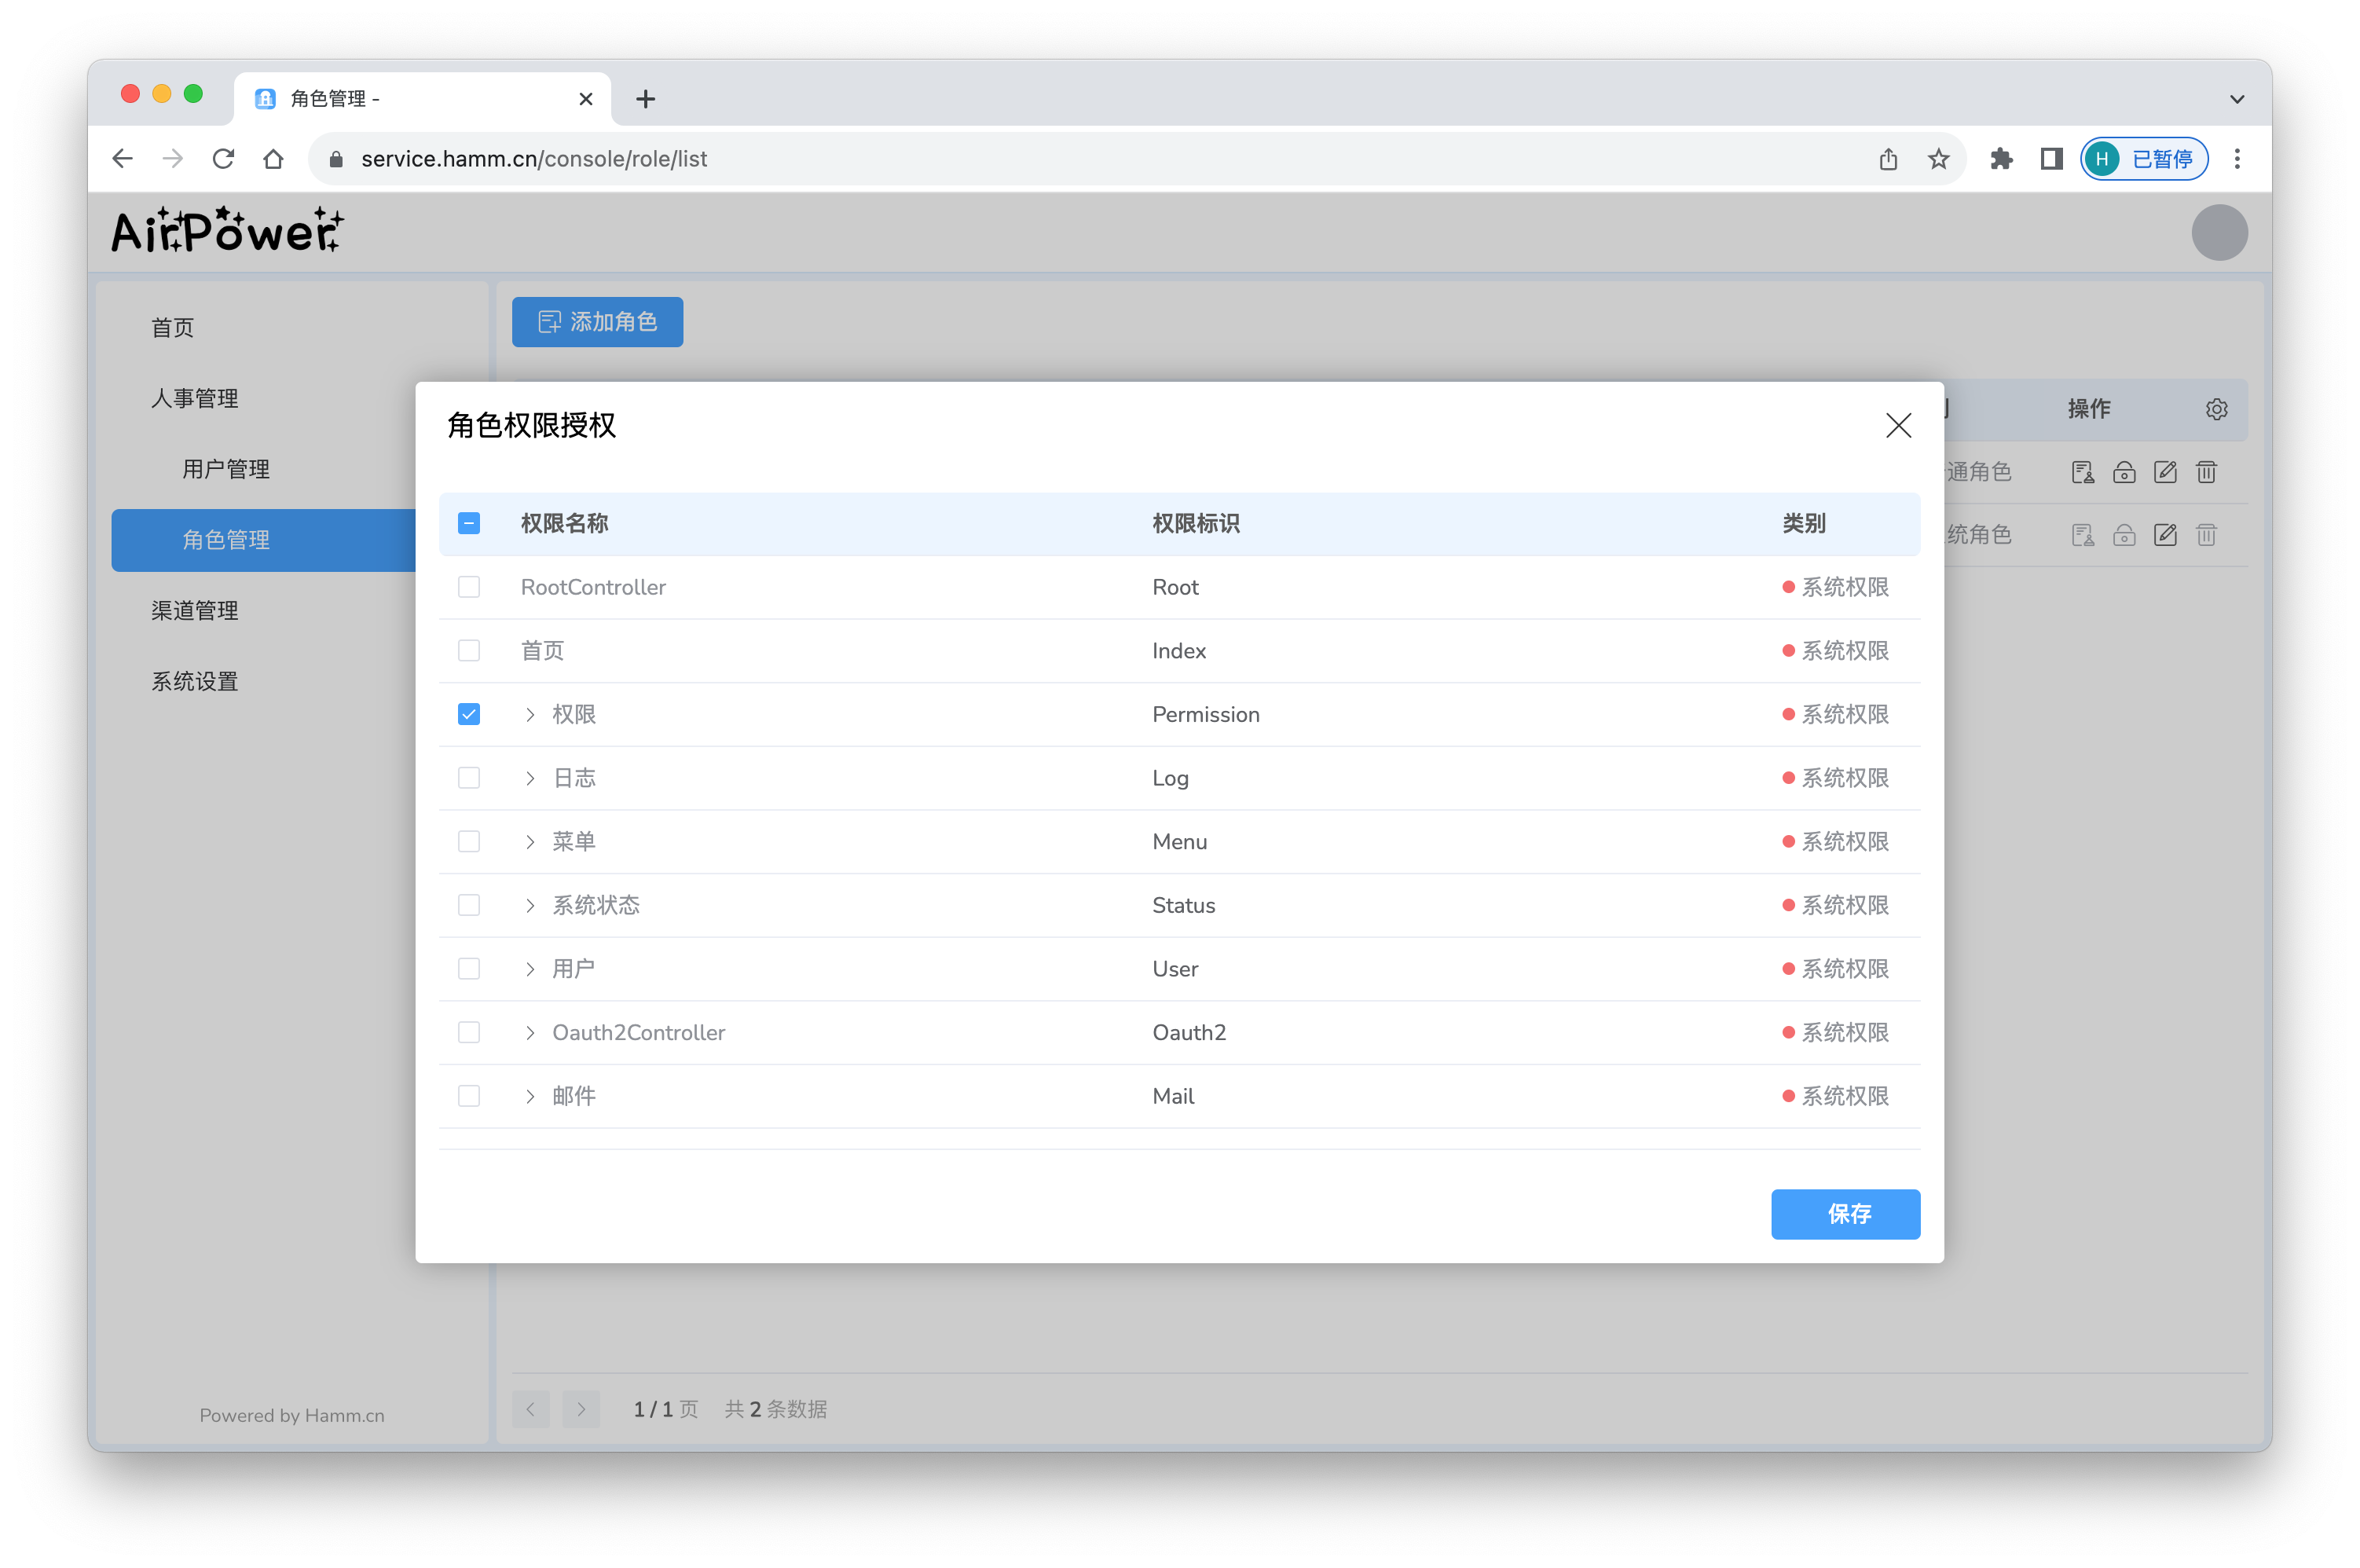 角色管理 -
service.hamm.cn/console/role/list
H 已暂停
AirPower
首页
人事管理
用户管理
角色管理
渠道管理
系统设置
Powered by Hamm.cn
添加角色
操作
通角色
统角色
角色权限授权
权限名称 权限标识 类别
RootController Root 系统权限
首页 Index 系统权限
权限 Permission 系统权限
日志 Log 系统权限
菜单 Menu 系统权限
系统状态 Status 系统权限
用户 User 系统权限
Oauth2Controller Oauth2 系统权限
邮件 Mail 系统权限
保存
1 / 1 页 共 2 条数据